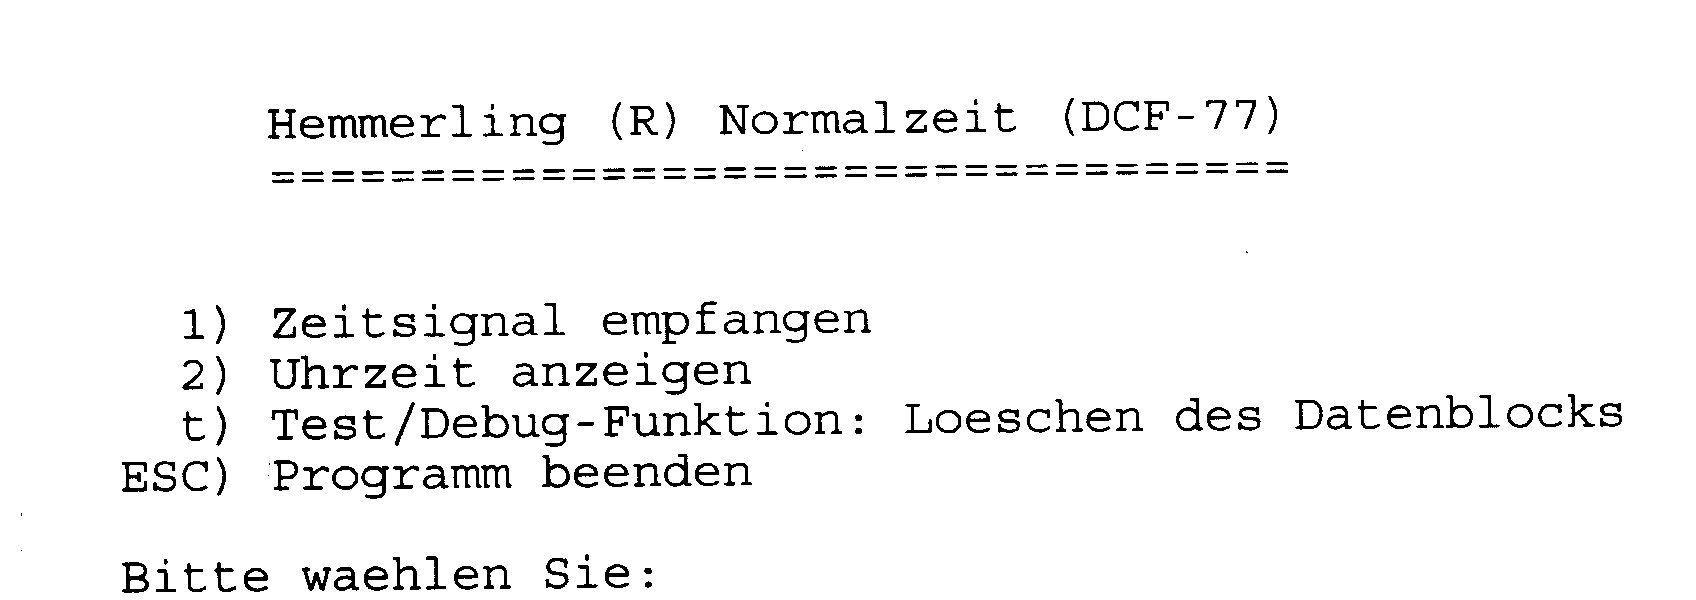 Hemmerling (R) Normalzeit (DCF-77)
==================================
1) Zeitsignal empfangen
2) Uhrzeit anzeigen
t) Test/Debug-Funktion: Loeschen des Datenblocks
ESC) Programm beenden
Bitte waehlen Sie: